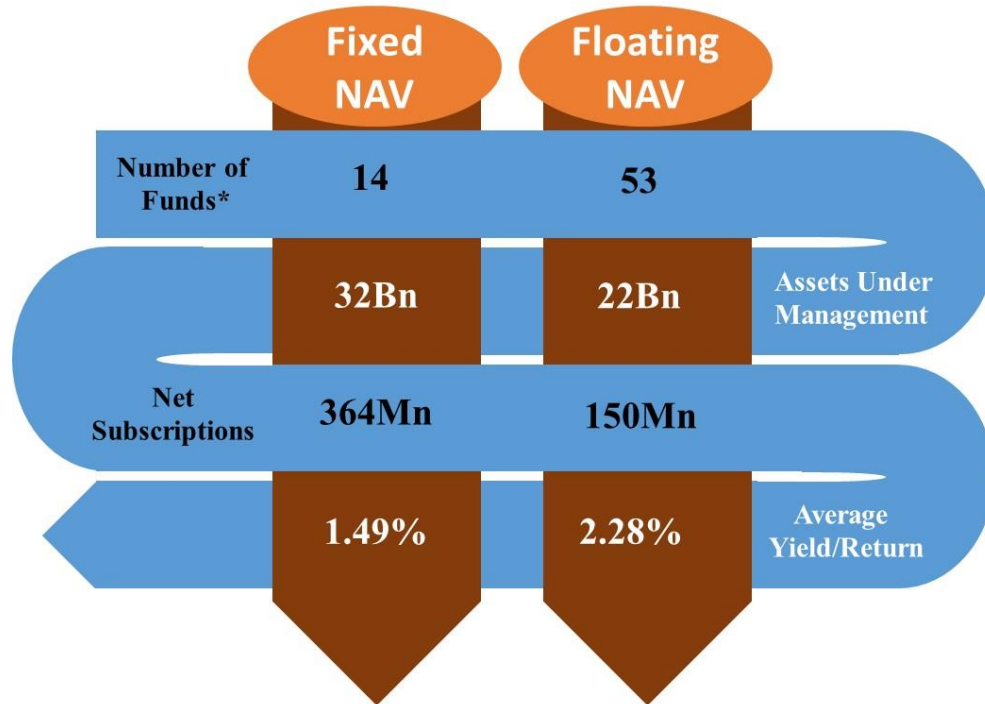 Fixed
NAV
Floating
NAV
Number of
Funds*
14
53
32Bn
22Bn
Assets Under
Management
Net
Subscriptions
364Mn
150Mn
1.49%
2.28%
Average
Yield/Return